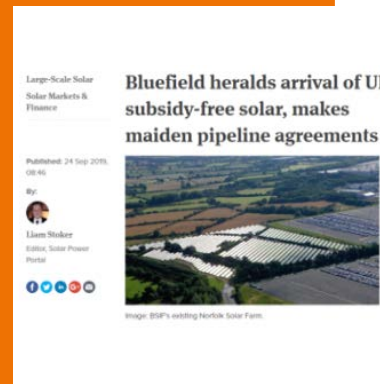 Large-Scale Solar
Solar Markets &
Finance
Bluefield heralds arrival of U
subsidy-free solar, makes
maiden pipeline agreements
Published: 24 Sep 2019,
08:46
By:
Liam Stoker
Editor, Solar Power
Portal
Image: BSIF's existing Norfolk Solar Farm.